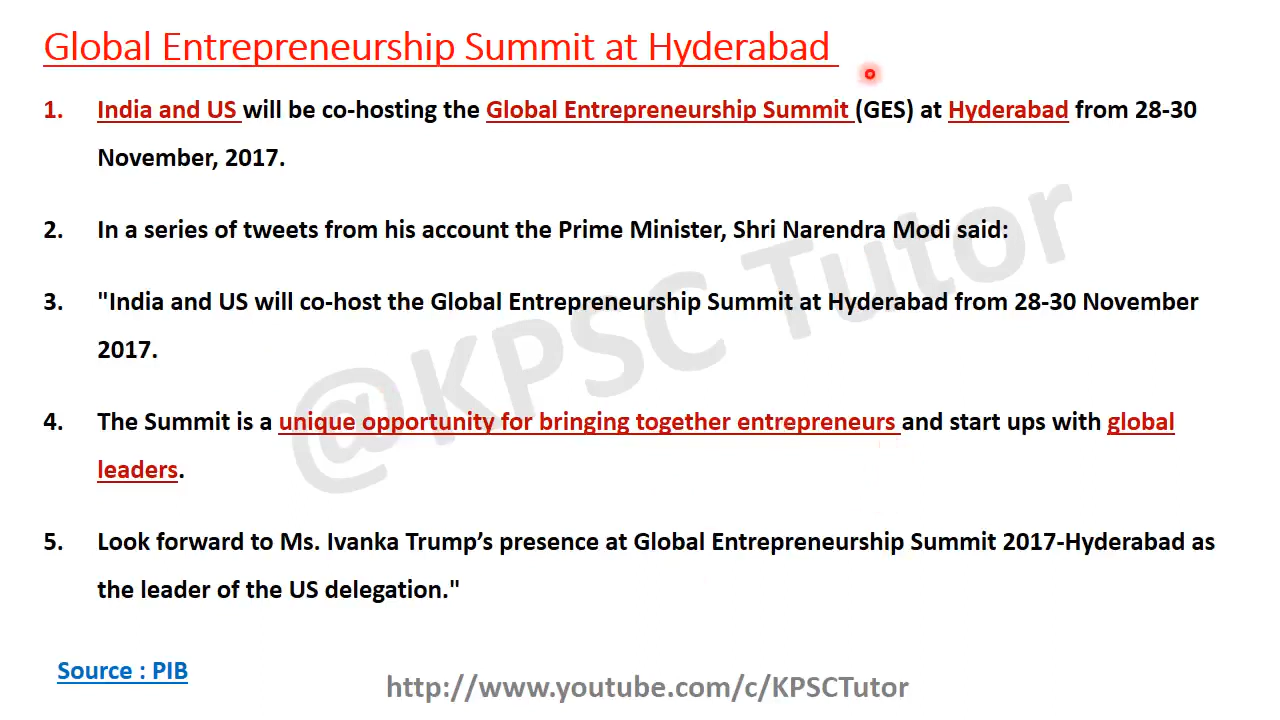 Global Entrepreneurship Summit at Hyderabad
1. India and US will be co-hosting the Global Entrepreneurship Summit (GES) at Hyderabad from 28-30
November, 2017.
2. In a series of tweets from his account the Prime Minister, Shri Narendra Modi said:
3. "India and US will co-host the Global Entrepreneurship Summit at Hyderabad from 28-30 November
2017.
4. The Summit is a unique opportunity for bringing together entrepreneurs and start ups with global
leaders.
5. Look forward to Ms. Ivanka Trump’s presence at Global Entrepreneurship Summit 2017-Hyderabad as
the leader of the US delegation."
@KPSC Tutor
Source : PIB
http://www.youtube.com/c/KPSCTutor